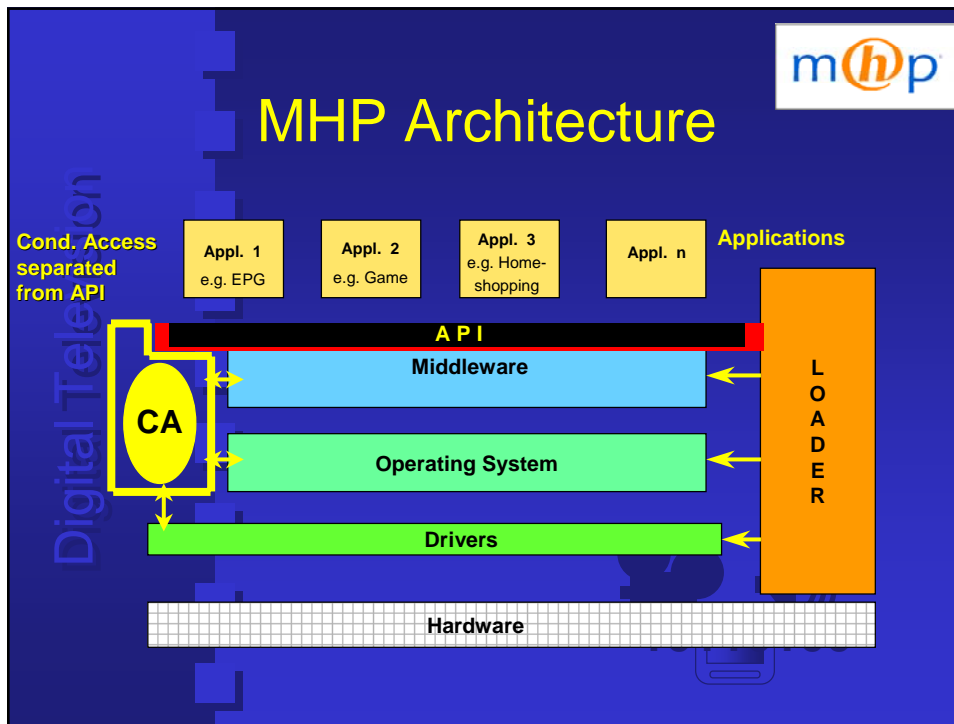 mhp
MHP Architecture
Digital Television
Cond. Access
separated
from API
Appl. 1
e.g. EPG
Appl. 2
e.g. Game
Appl. 3
e.g. Home-
shopping
Appl. n
Applications
A P I
Middleware
CA
Operating System
Drivers
L
O
A
D
E
R
Hardware